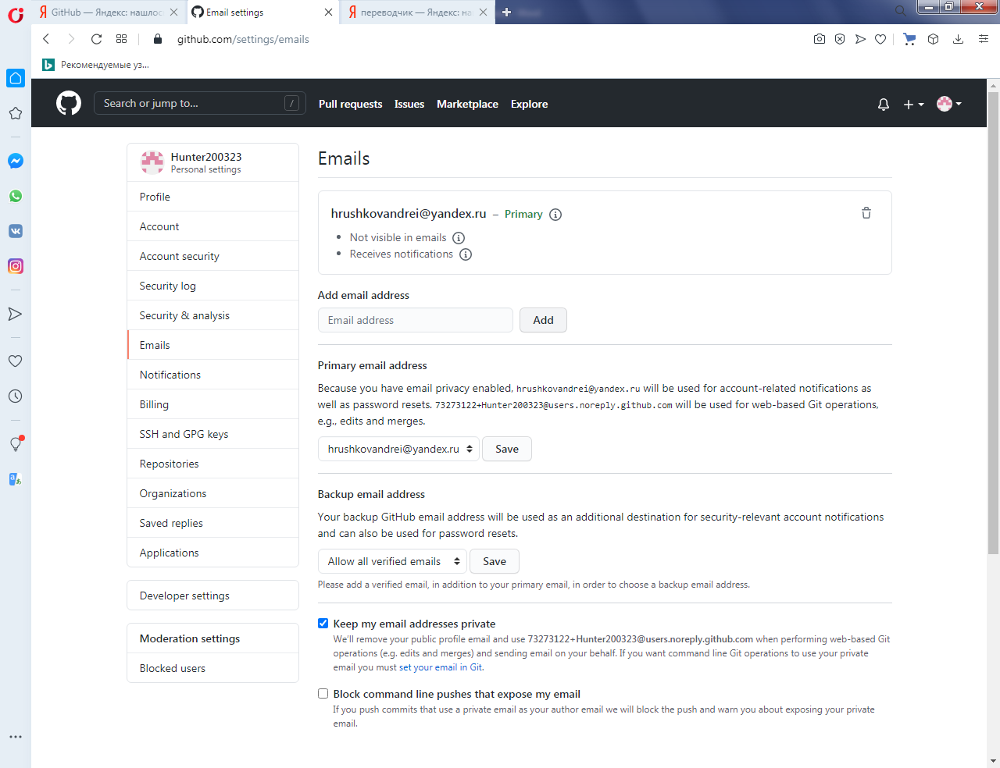 GitHub — Яндекс: нашлос
Email settings
переводчик — Яндекс: на
github.com/settings/emails
Рекомендуемые уз...
Search or jump to...
/
Pull requests
Issues
Marketplace
Explore
Hunter200323
Personal settings
Profile
Account
Account security
Security log
Security & analysis
Emails
Notifications
Billing
SSH and GPG keys
Repositories
Organizations
Saved replies
Applications
Developer settings
Moderation settings
Blocked users
Emails
hrushkovandrei@yandex.ru – Primary
Not visible in emails
Receives notifications
Add email address
Email address
Add
Primary email address
Because you have email privacy enabled, hrushkovandrei@yandex.ru will be used for account-related notifications as
well as password resets. 73273122+Hunter200323@users.noreply.github.com will be used for web-based Git operations,
e.g., edits and merges.
hrushkovandrei@yandex.ru
Save
Backup email address
Your backup GitHub email address will be used as an additional destination for security-relevant account notifications
and can also be used for password resets.
Allow all verified emails
Save
Please add a verified email, in addition to your primary email, in order to choose a backup email address.
Keep my email addresses private
We'll remove your public profile email and use 73273122+Hunter200323@users.noreply.github.com when performing web-based Git
operations (e.g. edits and merges) and sending email on your behalf. If you want command line Git operations to use your private
email you must set your email in Git.
Block command line pushes that expose my email
If you push commits that use a private email as your author email we will block the push and warn you about exposing your private
email.